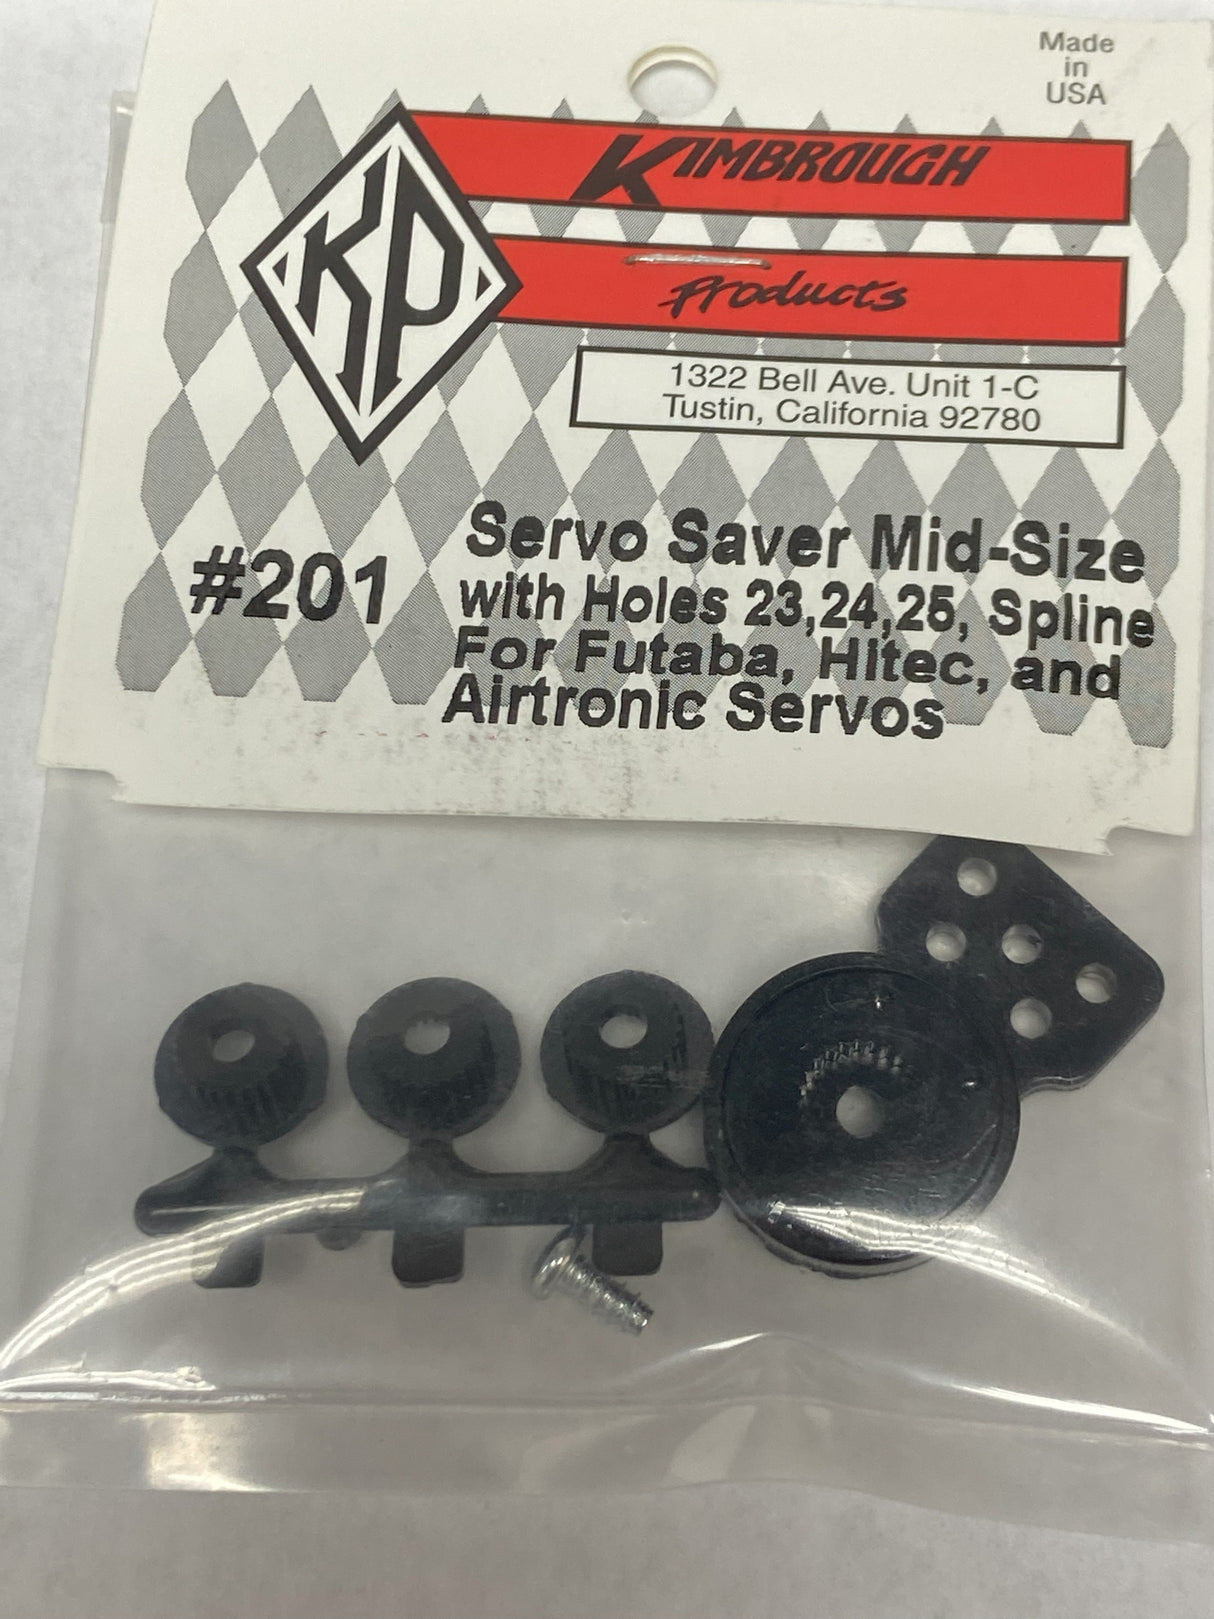 Made
in
USA
KIMBROUGH
Products
KP
1322 Bell Ave. Unit 1-C
Tustin, California 92780
#201
Servo Saver Mid-Size
with Holes 23,24,25, Spline
For Futaba, Hitec, and
Airtronic Servos